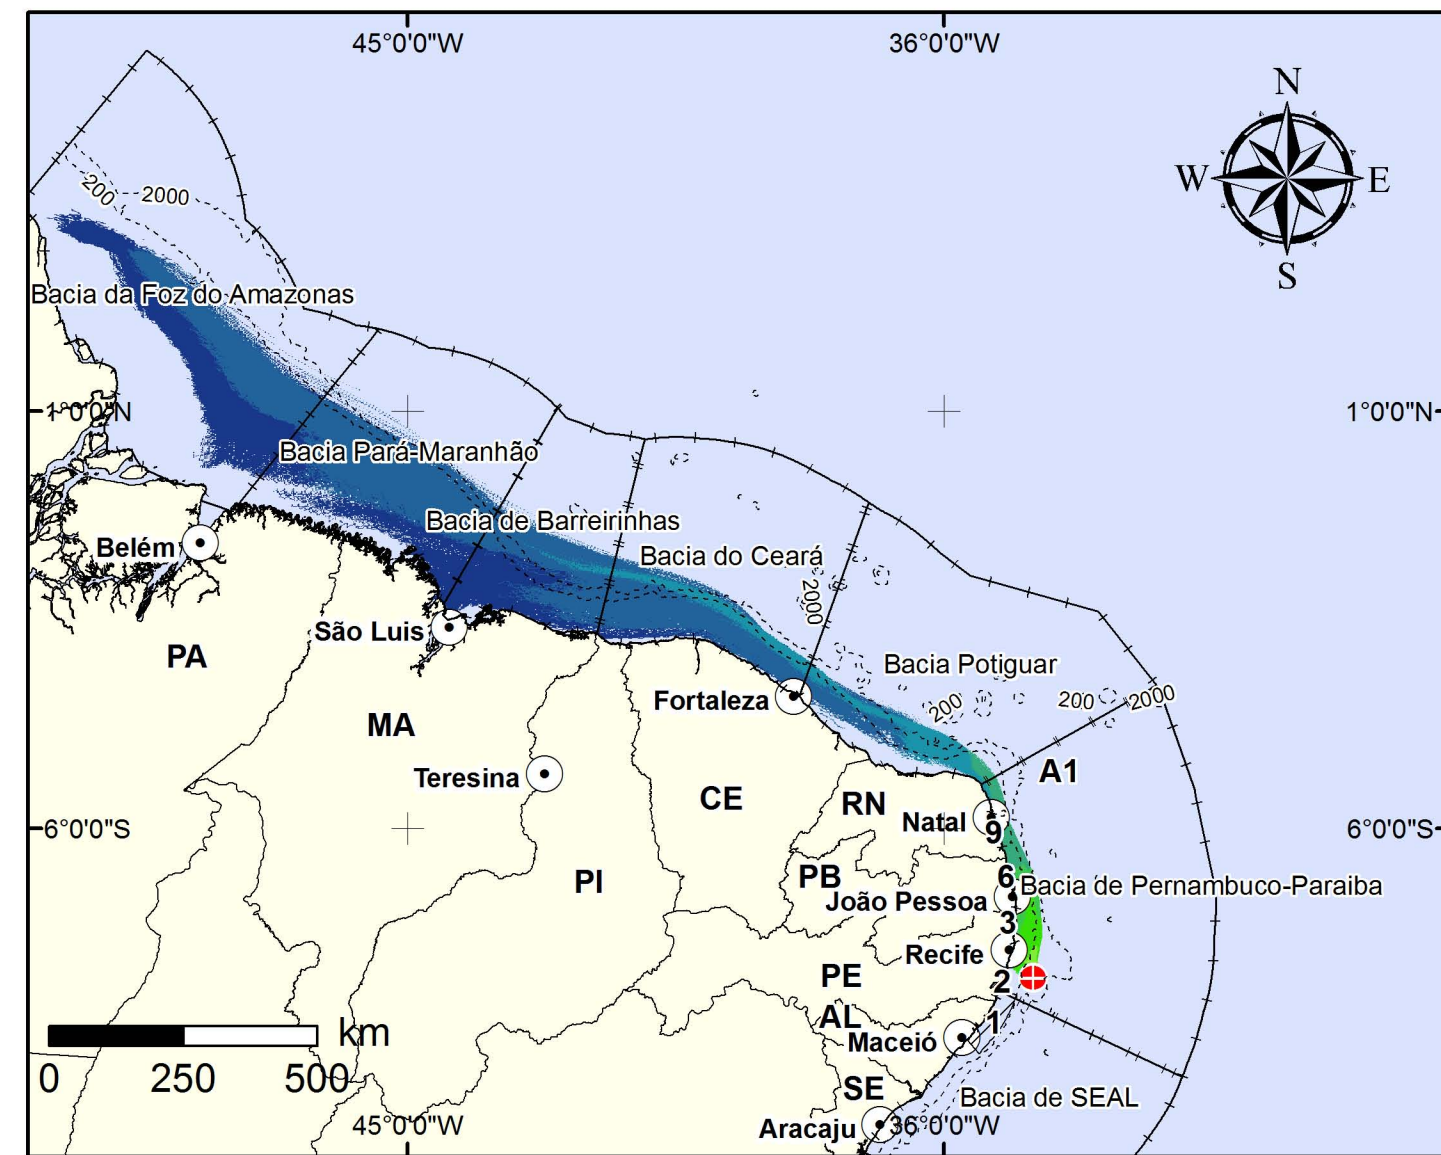 45°0'0"W
36°0'0"W
N
W
E
S
200
2000
Bacia da Foz do Amazonas
1°0'0"N
1°0'0"N
Bacia Pará-Maranhão
Bacia de Barreirinhas
Belém
Bacia do Ceará
2000
São Luis
PA
Bacia Potiguar
Fortaleza
200
200
2000
MA
Teresina
A1
CE
RN
Natal
9
6°0'0"S
6°0'0"S
PI
PB
6
Bacia de Pernambuco-Paraiba
João Pessoa
3
Recife
PE
2
AL
1
Maceió
km
0
250
500
SE
Bacia de SEAL
45°0'0"W
Aracaju
36°0'0"W